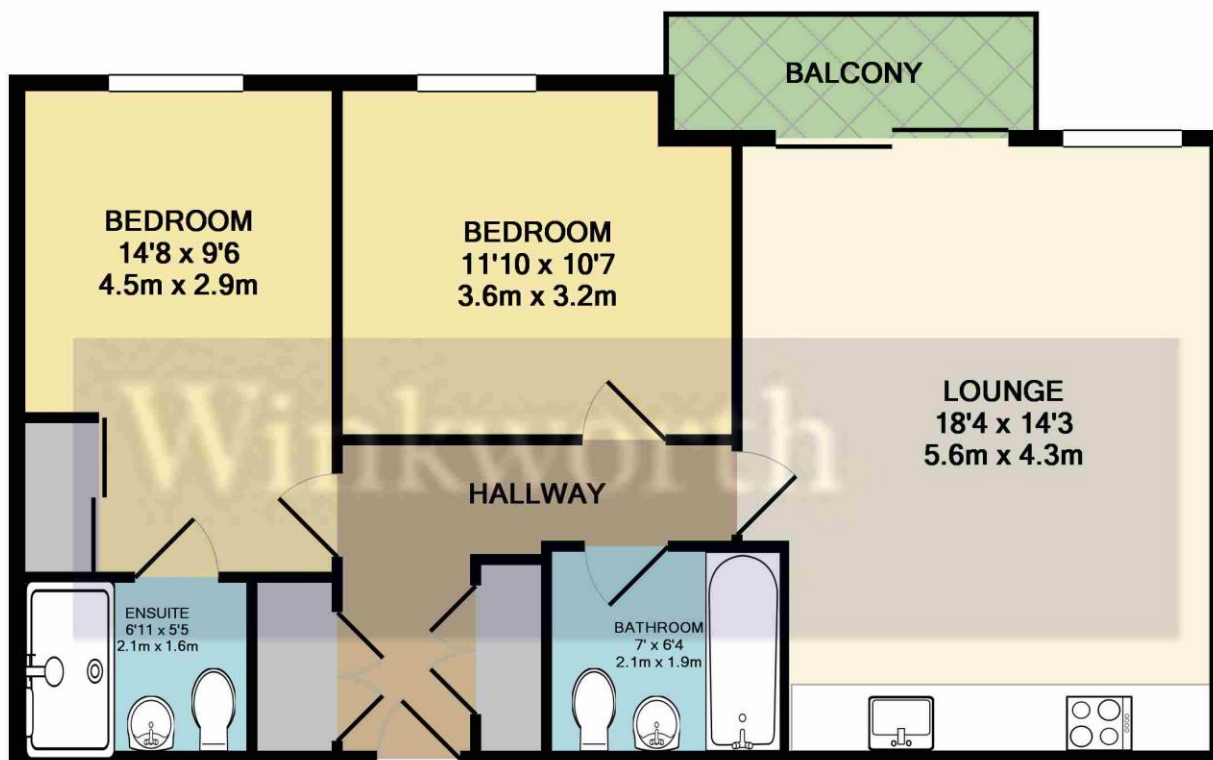 BALCONY
BEDROOM
14'8 x 9'6
4.5m x 2.9m
BEDROOM
11'10 x 10'7
3.6m x 3.2m
LOUNGE
18'4 x 14'3
5.6m x 4.3m
Winkworth
HALLWAY
ENSUITE
6'11 x 5'5
2.1m x 1.6m
BATHROOM
7' x 6'4
2.1m x 1.9m